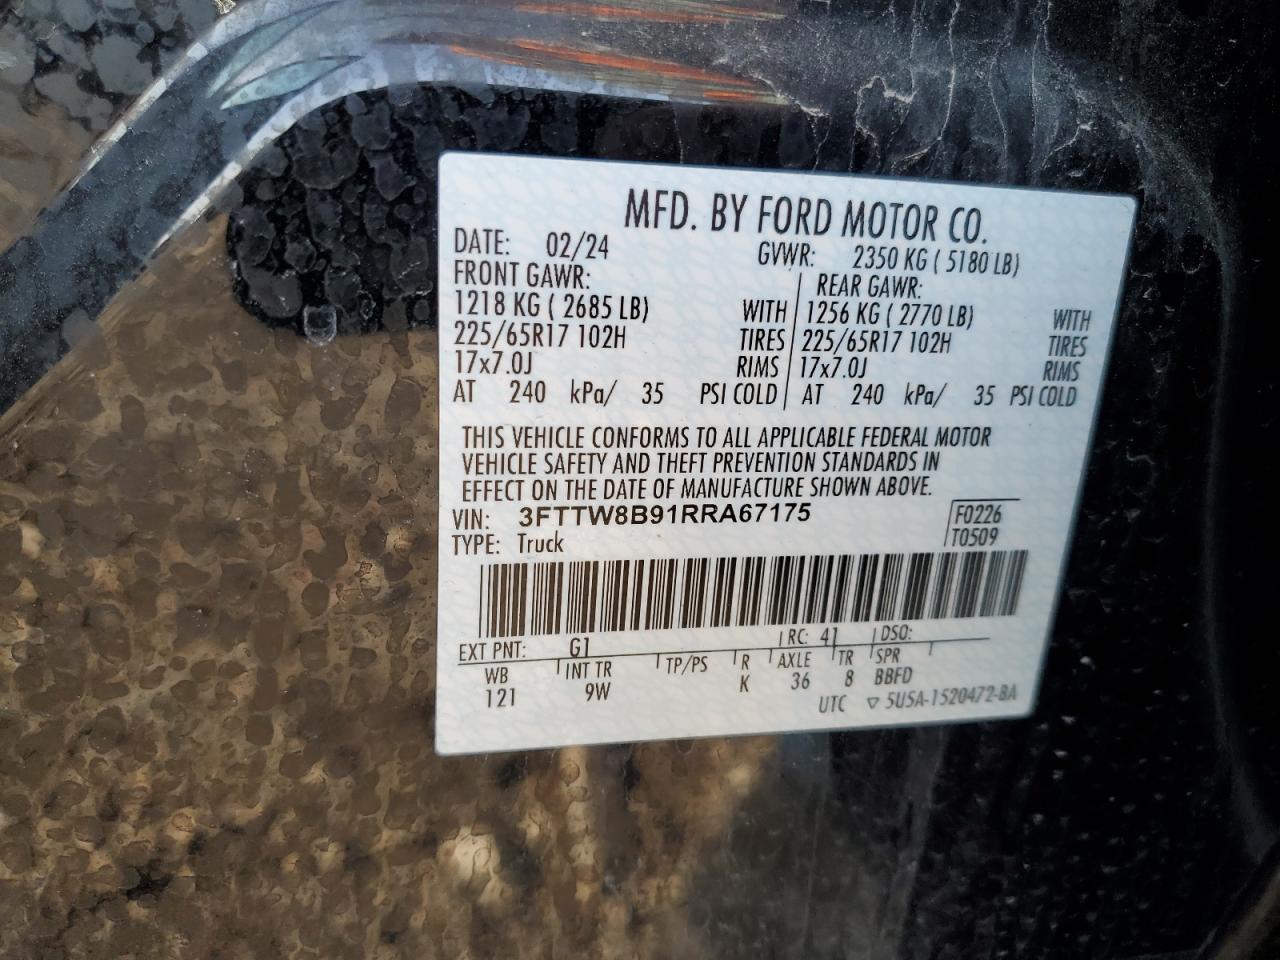 MFD. BY FORD MOTOR CO.
DATE: 02/24 GVWR: 2350 KG ( 5180 LB)
FRONT GAWR: REAR GAWR:
1218 KG ( 2685 LB) WITH 1256 KG ( 2770 LB) WITH
225/65R17 102H TIRES 225/65R17 102H TIRES
17x7.0J RIMS 17x7.0J RIMS
AT 240 kPa/ 35 PSI COLD AT 240 kPa/ 35 PSI COLD
THIS VEHICLE CONFORMS TO ALL APPLICABLE FEDERAL MOTOR
VEHICLE SAFETY AND THEFT PREVENTION STANDARDS IN
EFFECT ON THE DATE OF MANUFACTURE SHOWN ABOVE.
VIN: 3FTTW8B91RRA67175 F0226
TYPE: Truck T0509
EXT PNT: G1 RC: 41 DSO:
WB INT TR TP/PS R AXLE TR SPR
121 9W K 36 8 BBFD
UTC ▽ 5U5A-1520472-BA